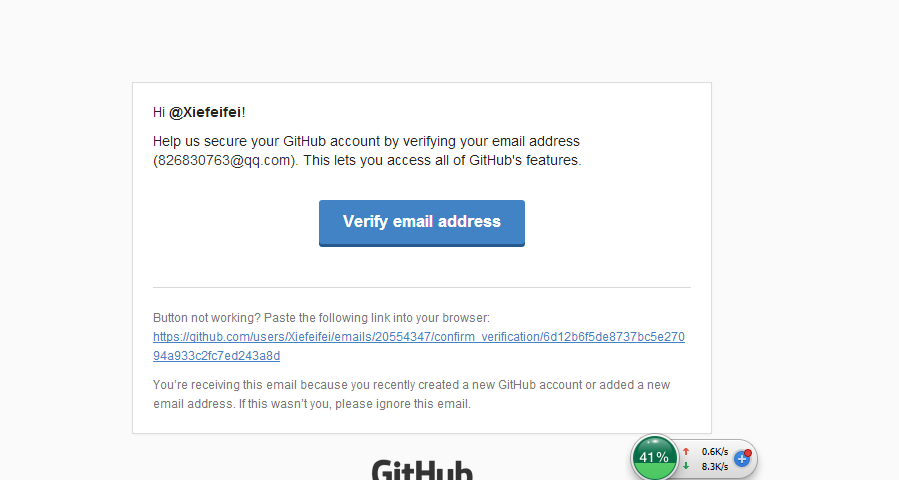 Hi @Xiefeifei!
Help us secure your GitHub account by verifying your email address
(826830763@qq.com). This lets you access all of GitHub's features.
Verify email address
Button not working? Paste the following link into your browser:
https://github.com/users/Xiefeifei/emails/20554347/confirm_verification/6d12b6f5de8737bc5e270
94a933c2fc7ed243a8d
You’re receiving this email because you recently created a new GitHub account or added a new
email address. If this wasn’t you, please ignore this email.
GitHub
41%
0.6K/s
8.3K/s